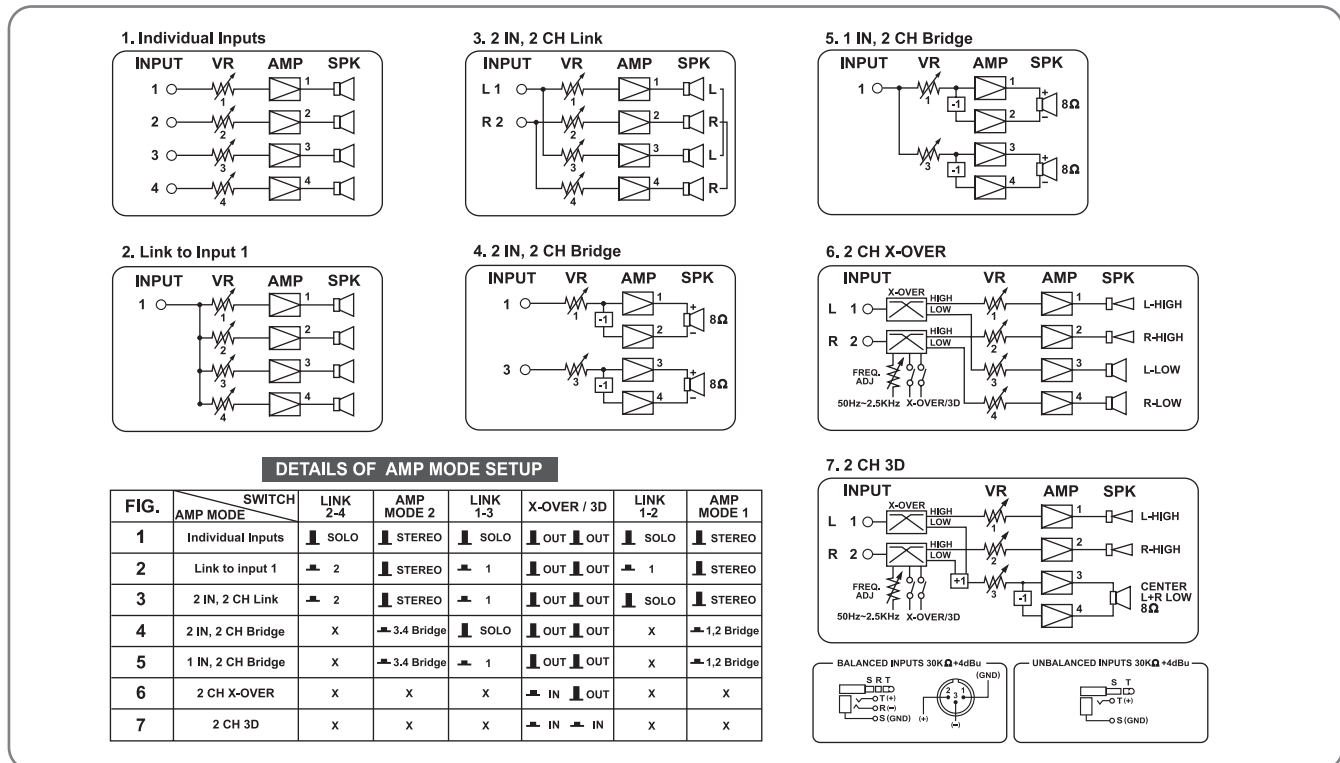 1. Individual Inputs
INPUT VR AMP SPK
1 1 1
2 2 2
3 3 3
4 4 4
2. Link to Input 1
INPUT VR AMP SPK
1 1 1
2 2
3 3
4 4
3. 2 IN, 2 CH Link
INPUT VR AMP SPK
L 1 1 1 L
R 2 2 2 R
3 3 L
4 4 R
4. 2 IN, 2 CH Bridge
INPUT VR AMP SPK
1 1 -1 1 2 + − 8Ω
3 3 -1 3 4 + − 8Ω
5. 1 IN, 2 CH Bridge
INPUT VR AMP SPK
1 1 -1 1 2 + − 8Ω
3 -1 3 4 + − 8Ω
6. 2 CH X-OVER
INPUT VR AMP SPK
X-OVER
L 1 HIGH LOW 1 1 L-HIGH
R 2 HIGH LOW 2 2 R-HIGH
FREQ. ADJ 3 3 L-LOW
50Hz~2.5KHz X-OVER/3D 4 4 R-LOW
7. 2 CH 3D
INPUT VR AMP SPK
X-OVER
L 1 HIGH LOW 1 1 L-HIGH
R 2 HIGH LOW 2 2 R-HIGH
FREQ. ADJ +1 3 -1 3 4 CENTER L+R LOW 8Ω
50Hz~2.5KHz X-OVER/3D
DETAILS OF AMP MODE SETUP
FIG. SWITCH AMP MODE LINK 2-4 AMP MODE 2 LINK 1-3 X-OVER / 3D LINK 1-2 AMP MODE 1
1 Individual Inputs SOLO STEREO SOLO OUT OUT SOLO STEREO
2 Link to input 1 2 STEREO 1 OUT OUT 1 STEREO
3 2 IN, 2 CH Link 2 STEREO 1 OUT OUT SOLO STEREO
4 2 IN, 2 CH Bridge X 3.4 Bridge SOLO OUT OUT X 1,2 Bridge
5 1 IN, 2 CH Bridge X 3.4 Bridge 1 OUT OUT X 1,2 Bridge
6 2 CH X-OVER X X X IN OUT X X
7 2 CH 3D X X X IN IN X X
BALANCED INPUTS 30KΩ +4dBu
S R T
T (+)
R (−)
S (GND)
2 3 1
(GND)
(+)
(−)
UNBALANCED INPUTS 30KΩ +4dBu
S T
T (+)
S (GND)